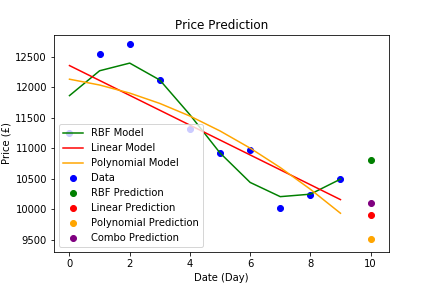 Price Prediction
12500
12000
11500
11000
10500
10000
9500
Price (£)
RBF Model
Linear Model
Polynomial Model
Data
RBF Prediction
Linear Prediction
Polynomial Prediction
Combo Prediction
0 2 4 6 8 10
Date (Day)